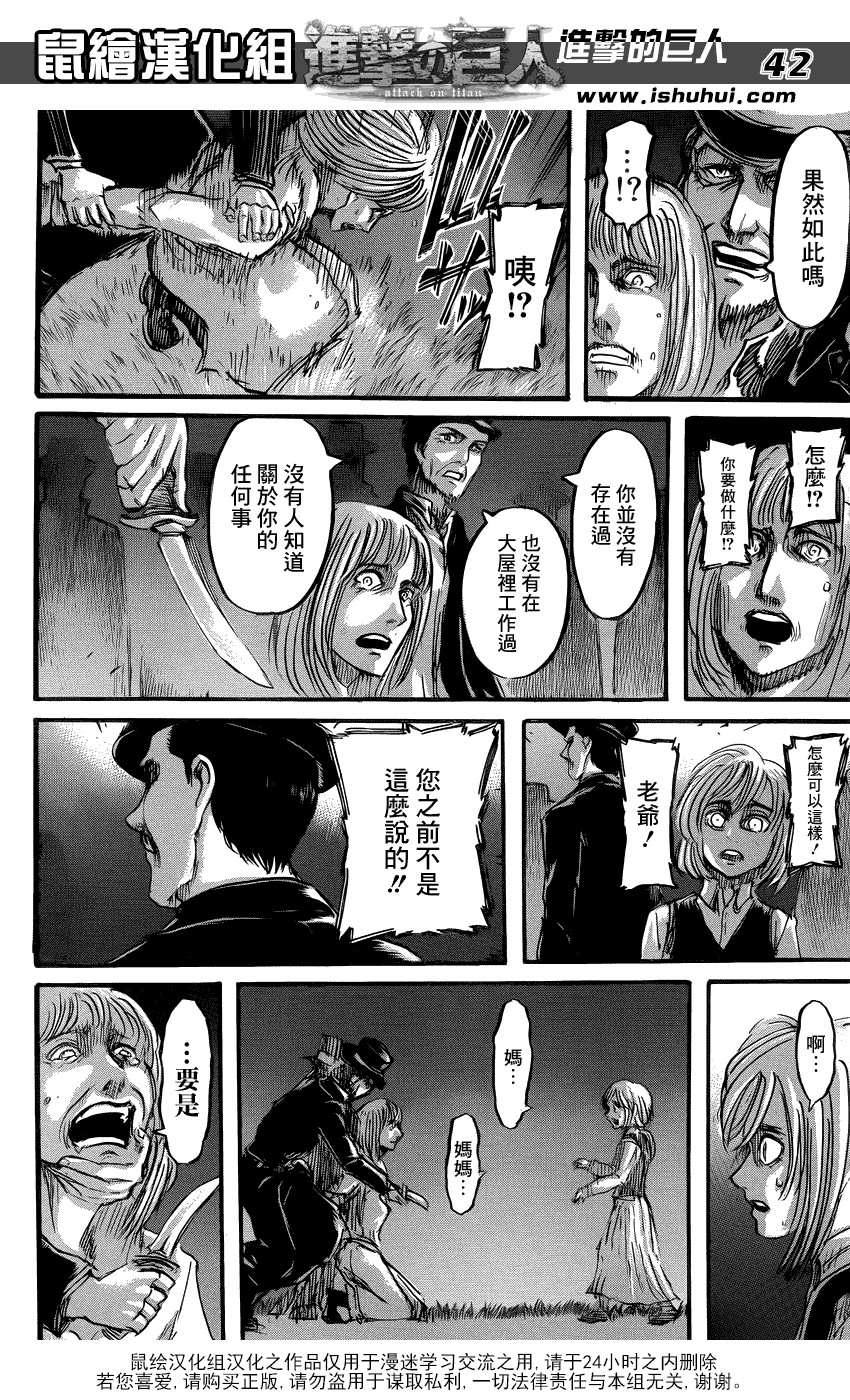 鼠繪漢化組
進撃の巨人
attack on titan
進擊的巨人
42
www.ishuhui.com
果然如此嗎
…!?
咦!?
怎麼!?
你要做什麼!?
你並沒有
存在過
也沒有在
大屋裡工作過
沒有人知道
關於你的
任何事
怎麼可以這樣!
老爺!
您之前不是
這麼說的!!
啊…
媽…
媽媽…
…要是
鼠绘汉化组汉化之作品仅用于漫迷学习交流之用, 请于24小时之内删除
若您喜爱, 请购买正版, 请勿盗用于谋取私利, 一切法律责任与本组无关, 谢谢。